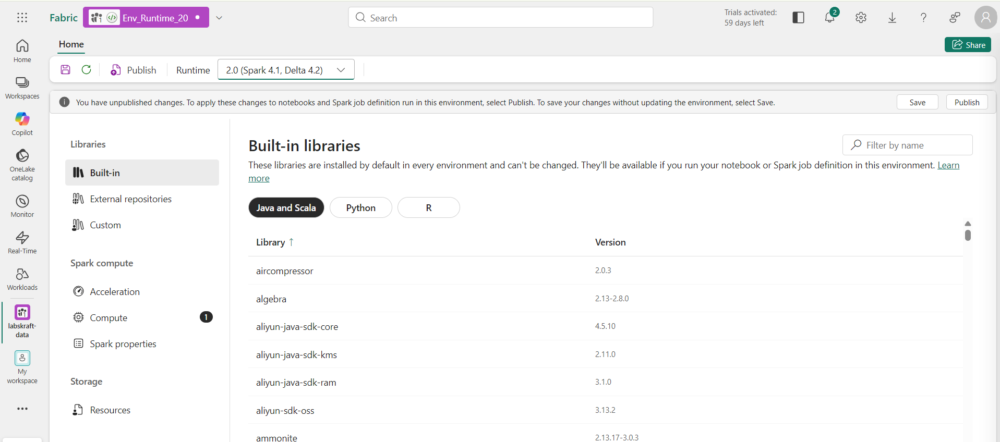 Fabric
1
Env_Runtime_20
Search
Trials activated:
59 days left
2
Home
Share
Publish
Runtime
2.0 (Spark 4.1, Delta 4.2)
You have unpublished changes. To apply these changes to notebooks and Spark job definition run in this environment, select Publish. To save your changes without updating the environment, select Save.
Save
Publish
Home
Workspaces
Copilot
OneLake
catalog
Monitor
Real-Time
Workloads
1
labskraft-
data
My
workspace
Libraries
Built-in
External repositories
Custom
Spark compute
Acceleration
Compute
1
Spark properties
Storage
Resources
Built-in libraries
Filter by name
These libraries are installed by default in every environment and can't be changed. They'll be available if you run your notebook or Spark job definition in this environment. Learn
more
Java and Scala
Python
R
Library ↑
Version
aircompressor
2.0.3
algebra
2.13-2.8.0
aliyun-java-sdk-core
4.5.10
aliyun-java-sdk-kms
2.11.0
aliyun-java-sdk-ram
3.1.0
aliyun-sdk-oss
3.13.2
ammonite
2.13.17-3.0.3